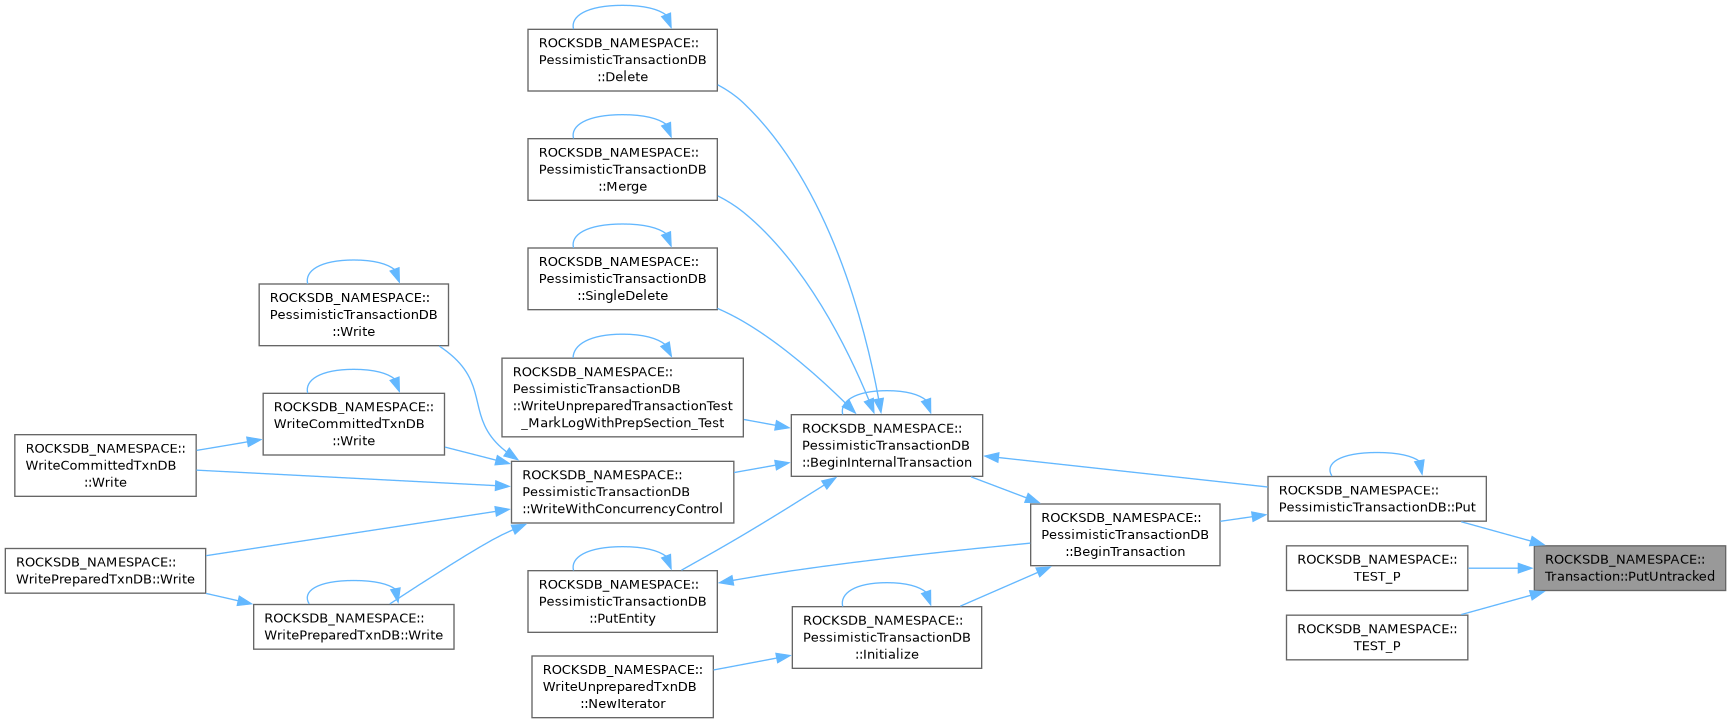 ROCKSDB_NAMESPACE::
PessimisticTransactionDB
::Delete
ROCKSDB_NAMESPACE::
PessimisticTransactionDB
::Merge
ROCKSDB_NAMESPACE::
PessimisticTransactionDB
::SingleDelete
ROCKSDB_NAMESPACE::
PessimisticTransactionDB
::Write
ROCKSDB_NAMESPACE::
PessimisticTransactionDB
::WriteUnpreparedTransactionTest
_MarkLogWithPrepSection_Test
ROCKSDB_NAMESPACE::
WriteCommittedTxnDB
::Write
ROCKSDB_NAMESPACE::
PessimisticTransactionDB
::BeginInternalTransaction
ROCKSDB_NAMESPACE::
WriteCommittedTxnDB
::Write
ROCKSDB_NAMESPACE::
PessimisticTransactionDB
::WriteWithConcurrencyControl
ROCKSDB_NAMESPACE::
PessimisticTransactionDB::Put
ROCKSDB_NAMESPACE::
PessimisticTransactionDB
::BeginTransaction
ROCKSDB_NAMESPACE::
TEST_P
ROCKSDB_NAMESPACE::
Transaction::PutUntracked
ROCKSDB_NAMESPACE::
WritePreparedTxnDB::Write
ROCKSDB_NAMESPACE::
PessimisticTransactionDB
::PutEntity
ROCKSDB_NAMESPACE::
WritePreparedTxnDB::Write
ROCKSDB_NAMESPACE::
PessimisticTransactionDB
::Initialize
ROCKSDB_NAMESPACE::
TEST_P
ROCKSDB_NAMESPACE::
WriteUnpreparedTxnDB
::NewIterator